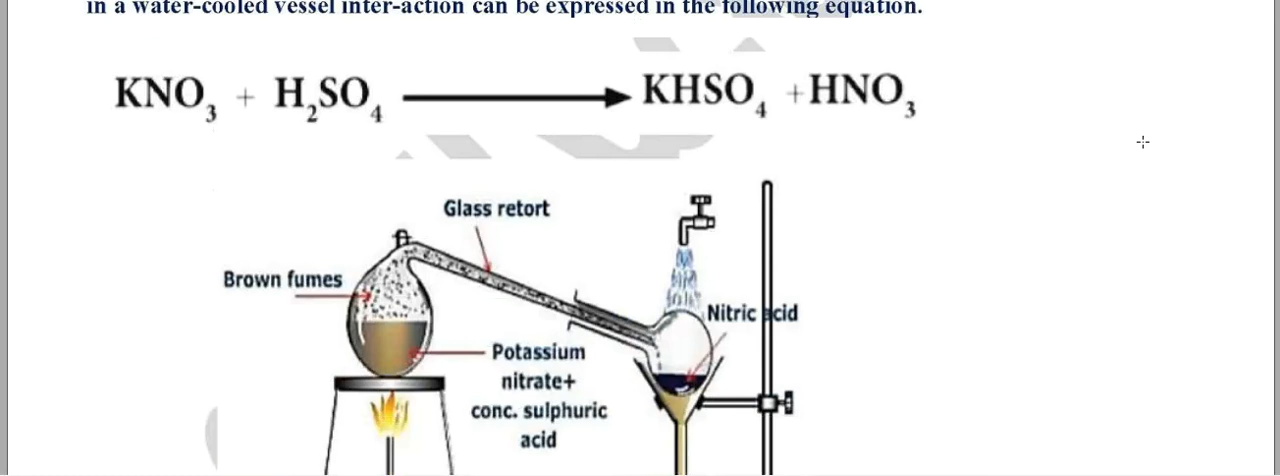 in a water-cooled vessel inter-action can be expressed in the following equation.
KNO₃ + H₂SO₄ ⟶ KHSO₄ + HNO₃
Glass retort
Brown fumes
Nitric acid
Potassium
nitrate+
conc. sulphuric
acid